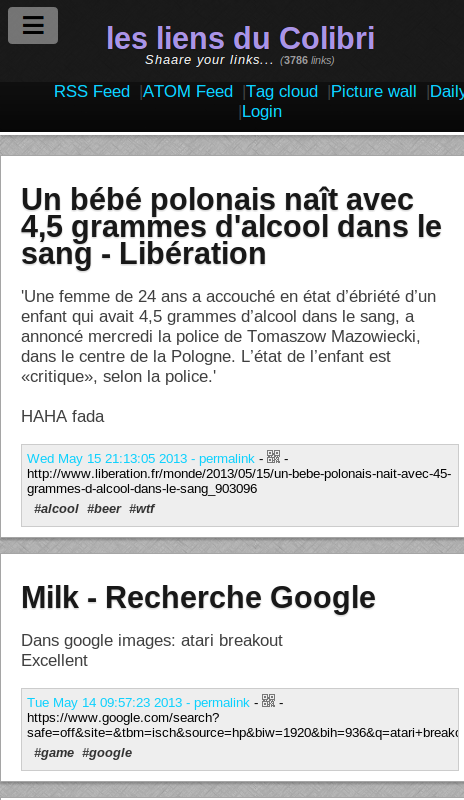 les liens du Colibri
Shaare your links... (3786 links)
RSS Feed |ATOM Feed |Tag cloud |Picture wall |Daily
|Login
Un bébé polonais naît avec
4,5 grammes d'alcool dans le
sang - Libération
'Une femme de 24 ans a accouché en état d’ébriété d’un
enfant qui avait 4,5 grammes d’alcool dans le sang, a
annoncé mercredi la police de Tomaszow Mazowiecki,
dans le centre de la Pologne. L’état de l’enfant est
«critique», selon la police.'
HAHA fada
Wed May 15 21:13:05 2013 - permalink - -
http://www.liberation.fr/monde/2013/05/15/un-bebe-polonais-nait-avec-45-
grammes-d-alcool-dans-le-sang_903096
#alcool #beer #wtf
Milk - Recherche Google
Dans google images: atari breakout
Excellent
Tue May 14 09:57:23 2013 - permalink - -
https://www.google.com/search?
safe=off&site=&tbm=isch&source=hp&biw=1920&bih=936&q=atari+breako
#game #google